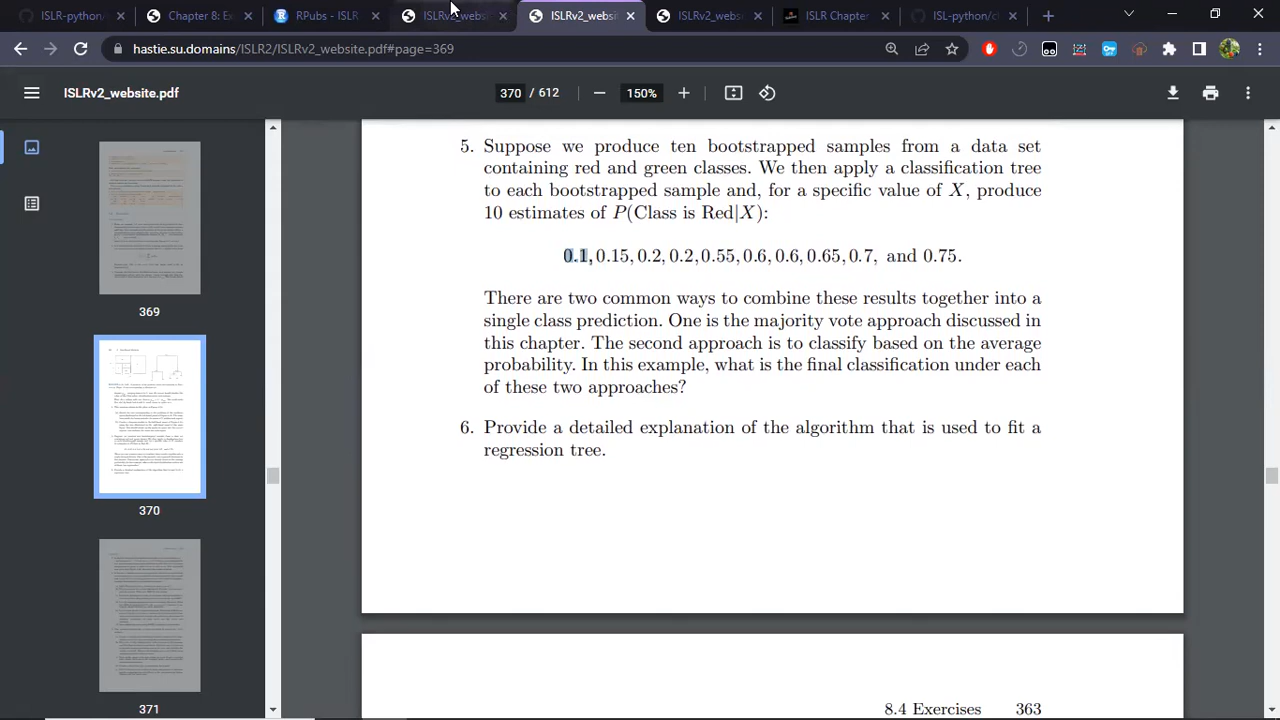 ISLR-python/
Chapter 8: Ex
RPubs - ISLR
ISLRv2_webs
ISLRv2_websi
ISLRv2_websi
ISLR Chapter
ISL-python/c
hastie.su.domains/ISLR2/ISLRv2_website.pdf#page=369
ISLRv2_website.pdf
370 / 612
150%
5. Suppose we produce ten bootstrapped samples from a data set
containing red and green classes. We then apply a classification tree
to each bootstrapped sample and, for a specific value of X, produce
10 estimates of P(Class is Red|X):
0.1, 0.15, 0.2, 0.2, 0.55, 0.6, 0.6, 0.65, 0.7, and 0.75.
There are two common ways to combine these results together into a
single class prediction. One is the majority vote approach discussed in
this chapter. The second approach is to classify based on the average
probability. In this example, what is the final classification under each
of these two approaches?
6. Provide a detailed explanation of the algorithm that is used to fit a
regression tree.
8.4 Exercises 363
369
370
371